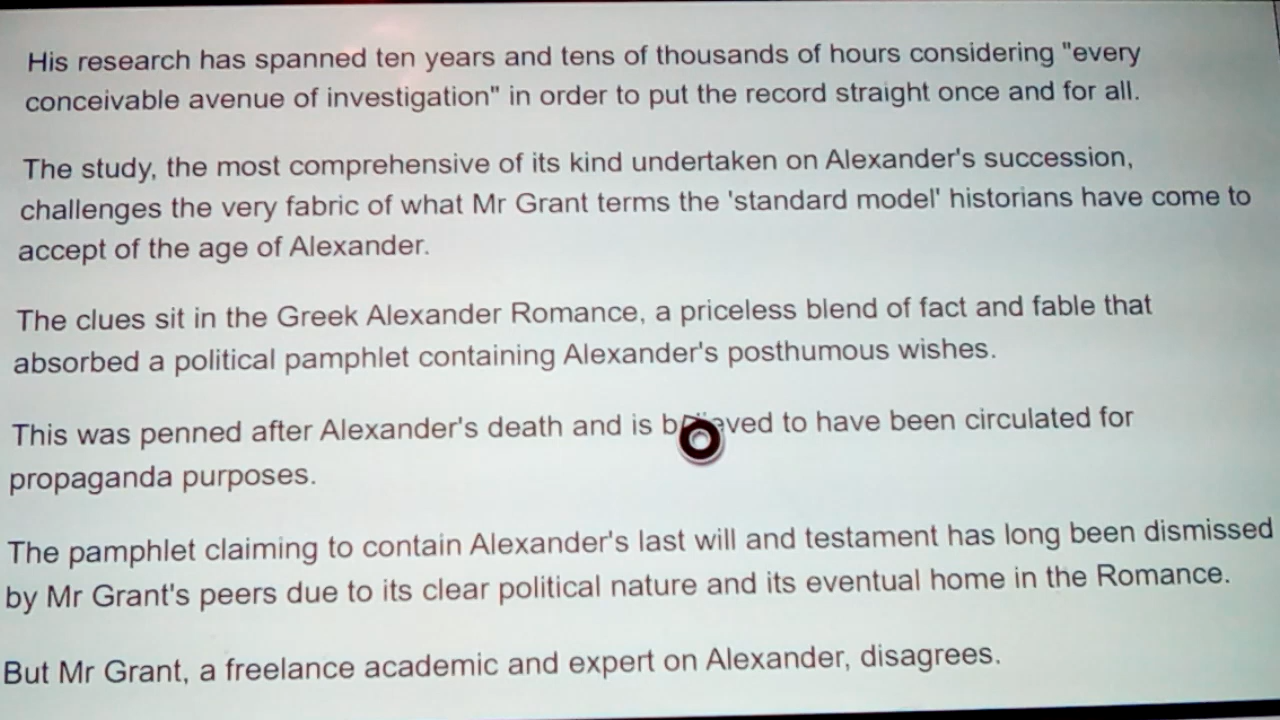 His research has spanned ten years and tens of thousands of hours considering "every
conceivable avenue of investigation" in order to put the record straight once and for all.
The study, the most comprehensive of its kind undertaken on Alexander's succession,
challenges the very fabric of what Mr Grant terms the 'standard model' historians have come to
accept of the age of Alexander.
The clues sit in the Greek Alexander Romance, a priceless blend of fact and fable that
absorbed a political pamphlet containing Alexander's posthumous wishes.
This was penned after Alexander's death and is to have been circulated for
propaganda purposes.
The pamphlet claiming to contain Alexander's last will and testament has long been dismissed
by Mr Grant's peers due to its clear political nature and its eventual home in the Romance.
But Mr Grant, a freelance academic and expert on Alexander, disagrees.